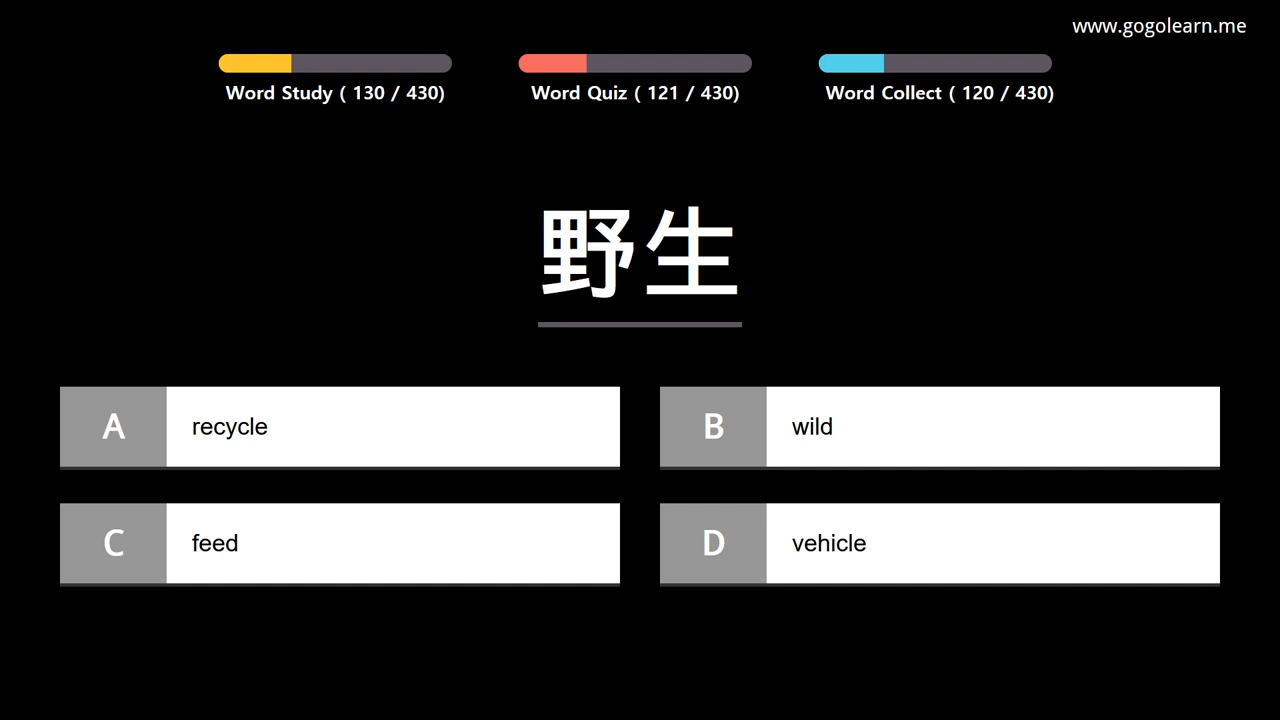 www.gogolearn.me
Word Study ( 130 / 430)
Word Quiz ( 121 / 430)
Word Collect ( 120 / 430)
野生
A recycle
B wild
C feed
D vehicle